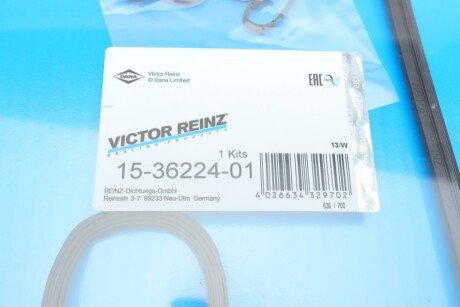 DANA
Victor Reinz
© Dana Limited
EAC
VICTOR REINZ
SEALING PRODUCTS
1 Kits
13/W
15-36224-01
REINZ-Dichtungs-GmbH
Reinzstr. 3-7 89233 Neu-Ulm Germany
4 026634 329702
630 / 700